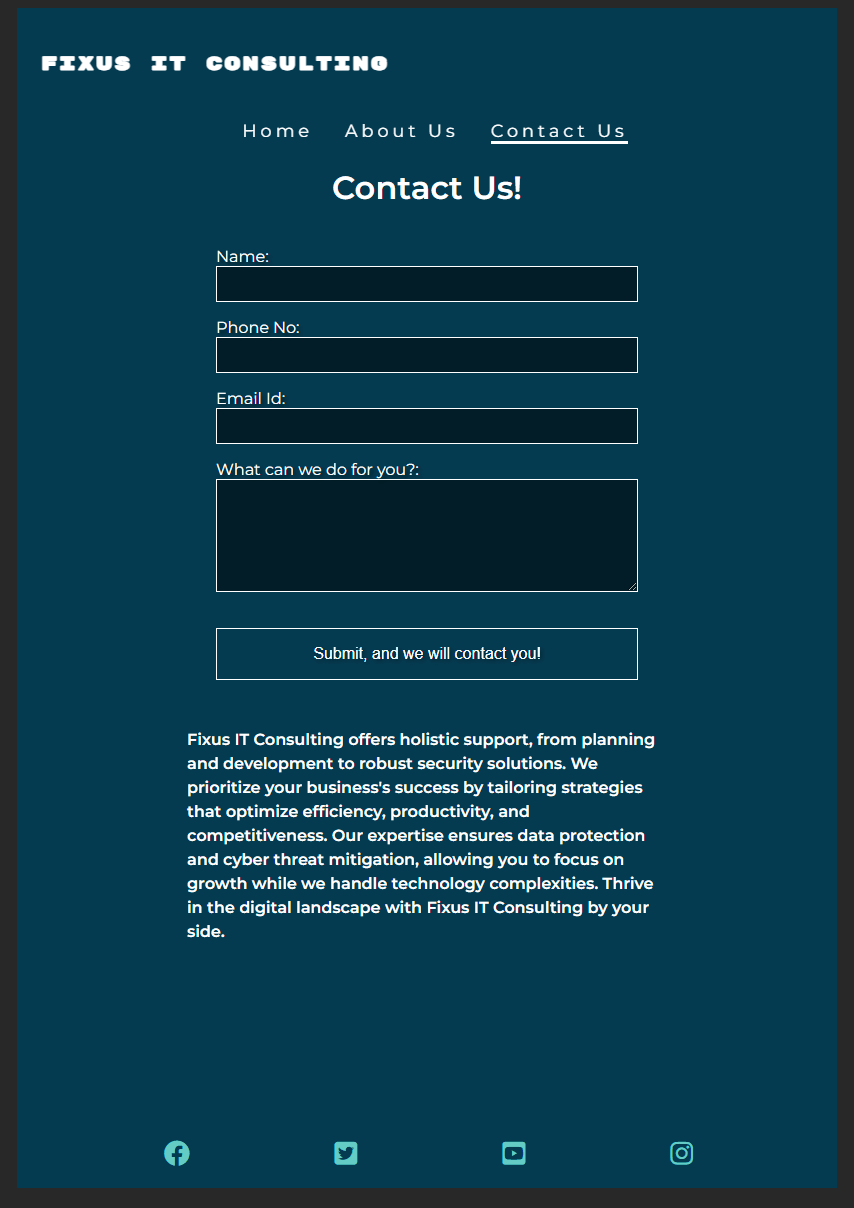 FIXUS IT CONSULTING
Home About Us Contact Us
Contact Us!
Name:
Phone No:
Email Id:
What can we do for you?:
Submit, and we will contact you!
Fixus IT Consulting offers holistic support, from planning
and development to robust security solutions. We
prioritize your business's success by tailoring strategies
that optimize efficiency, productivity, and
competitiveness. Our expertise ensures data protection
and cyber threat mitigation, allowing you to focus on
growth while we handle technology complexities. Thrive
in the digital landscape with Fixus IT Consulting by your
side.